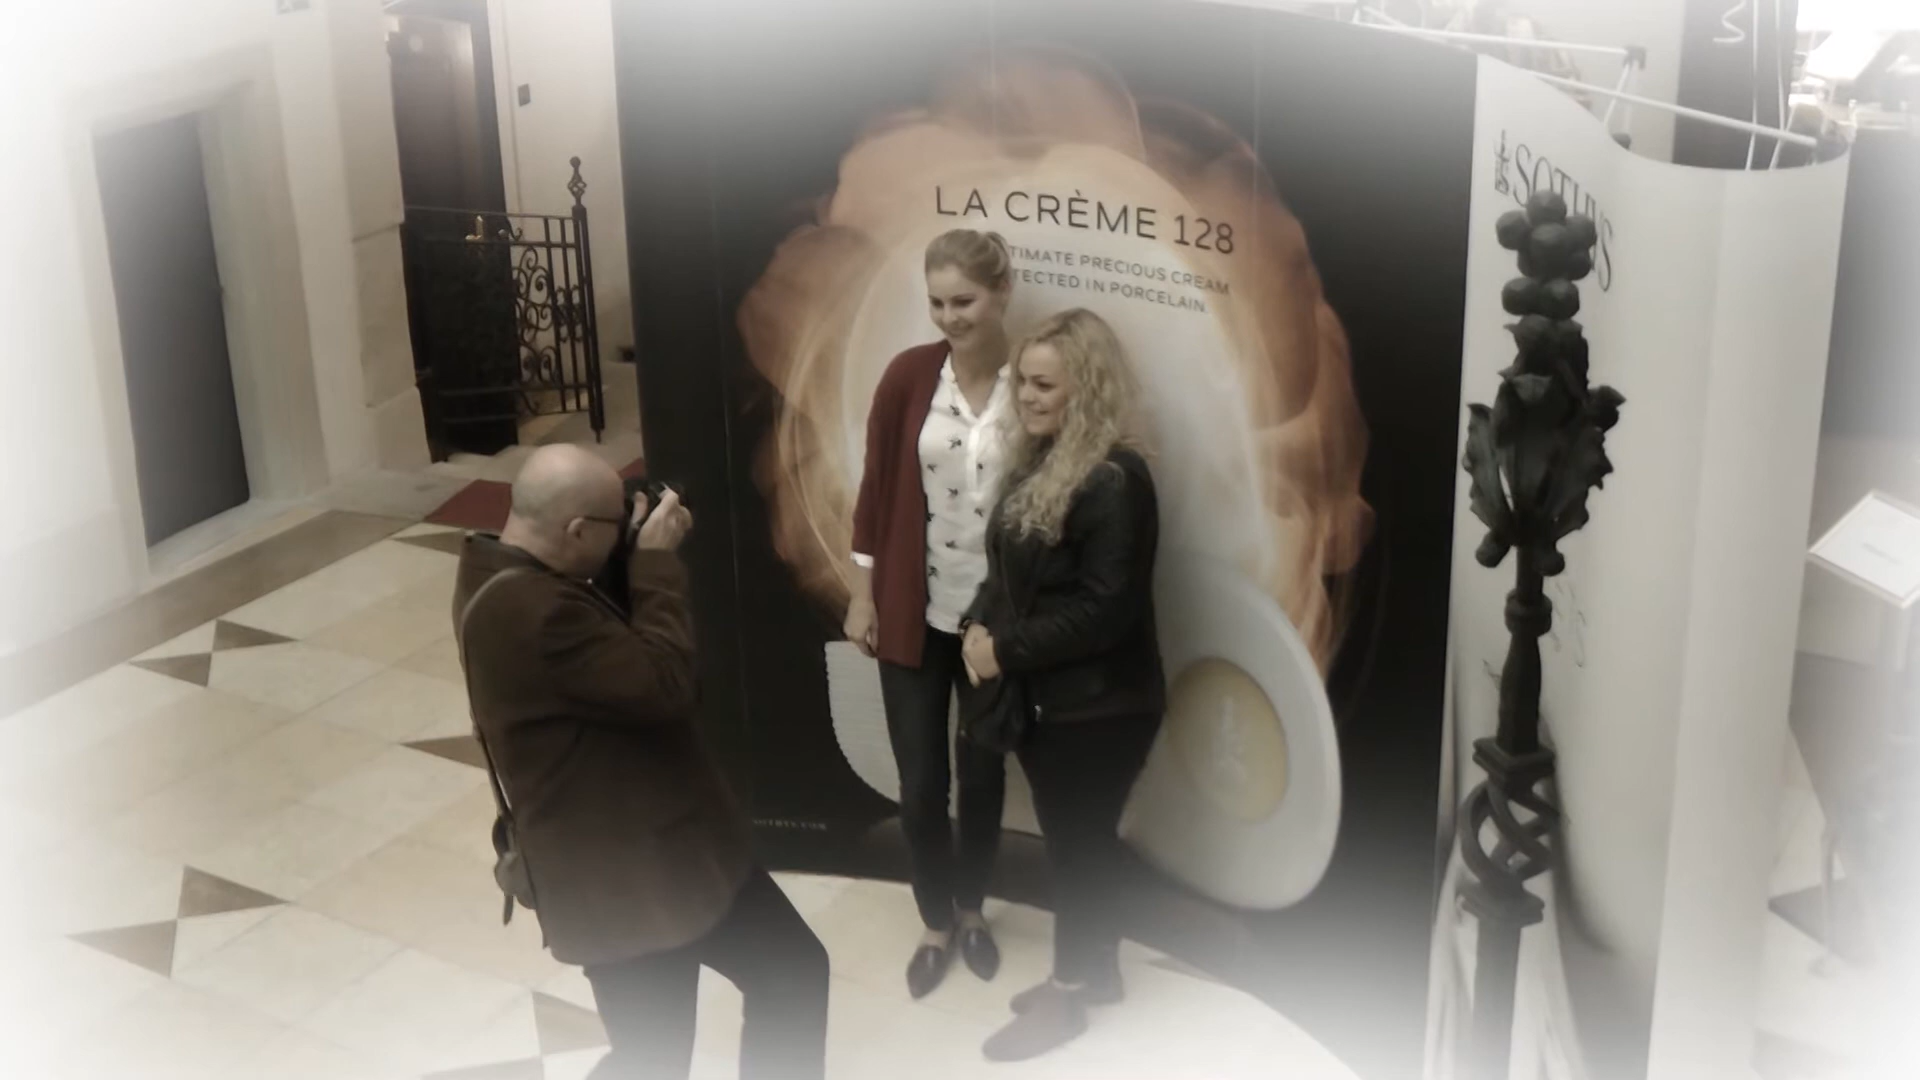 LA CRÈME 128
TIMATE PRECIOUS CREAM
TECTED IN PORCELAIN.
SOTHYS